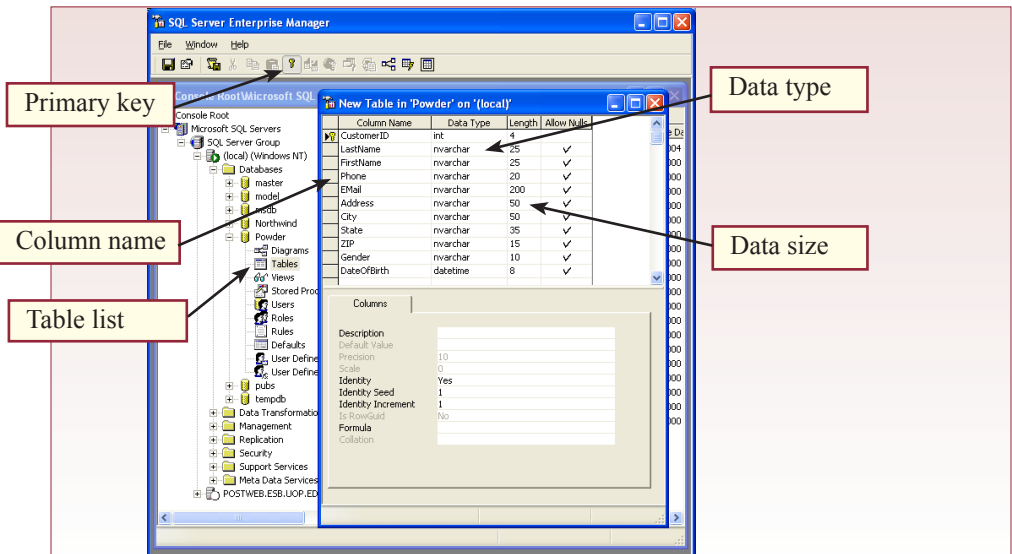 SQL Server Enterprise Manager
File Window Help
Primary key
Data type
Column name
Data size
Table list
Console Root\Microsoft SQL
Console Root
Microsoft SQL Servers
SQL Server Group
(local) (Windows NT)
Databases
master
model
msdb
Northwind
Powder
Diagrams
Tables
Views
Stored Proc
Users
Roles
Rules
Defaults
User Define
User Define
pubs
tempdb
Data Transformatio
Management
Replication
Security
Support Services
Meta Data Services
POSTWEB.ESB.UOP.ED
New Table in 'Powder' on '(local)'
Column Name Data Type Length Allow Nulls
CustomerID int 4
LastName nvarchar 25 ✓
FirstName nvarchar 25 ✓
Phone nvarchar 20 ✓
EMail nvarchar 200 ✓
Address nvarchar 50 ✓
City nvarchar 50 ✓
State nvarchar 35 ✓
ZIP nvarchar 15 ✓
Gender nvarchar 10 ✓
DateOfBirth datetime 8 ✓
Columns
Description
Default Value
Precision 10
Scale 0
Identity Yes
Identity Seed 1
Identity Increment 1
Is RowGuid No
Formula
Collation